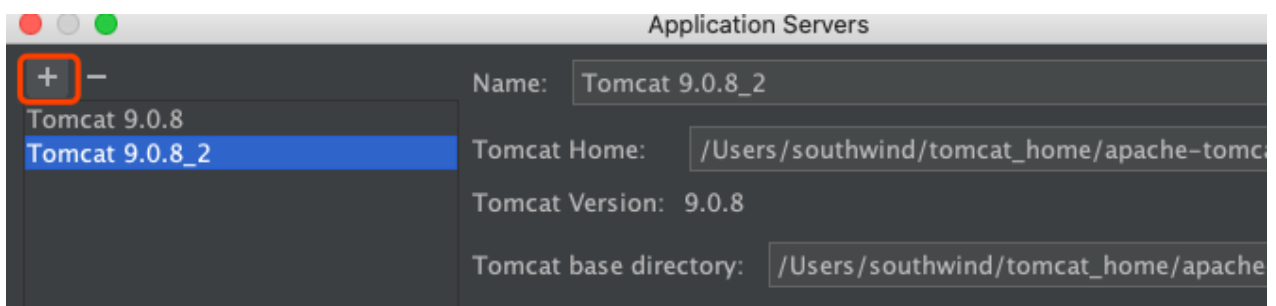 Application Servers
+ −
Name: Tomcat 9.0.8_2
Tomcat 9.0.8
Tomcat 9.0.8_2
Tomcat Home: /Users/southwind/tomcat_home/apache-tomca
Tomcat Version: 9.0.8
Tomcat base directory: /Users/southwind/tomcat_home/apache